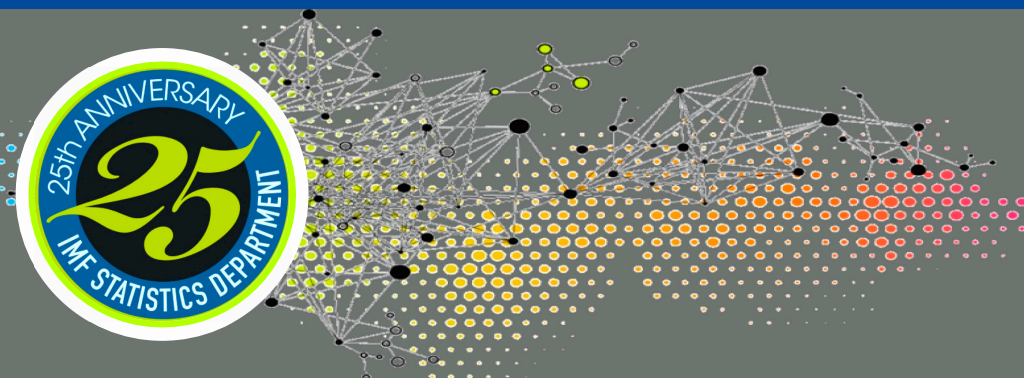 25th ANNIVERSARY
25
IMF STATISTICS DEPARTMENT